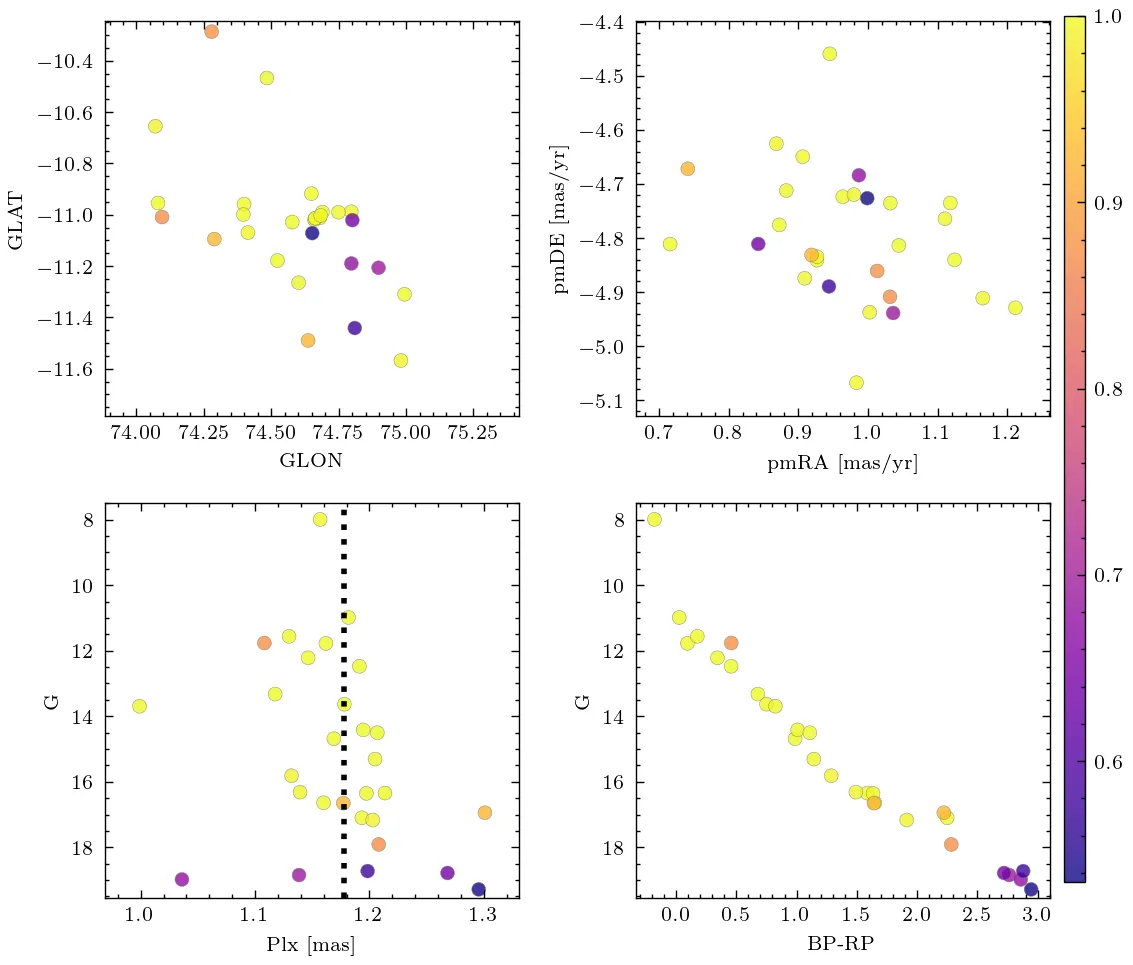 −10.4
−10.6
−10.8
−11.0
−11.2
−11.4
−11.6
GLAT
74.00 74.25 74.50 74.75 75.00 75.25
GLON
−4.4
−4.5
−4.6
−4.7
−4.8
−4.9
−5.0
−5.1
pmDE [mas/yr]
0.7 0.8 0.9 1.0 1.1 1.2
pmRA [mas/yr]
8
10
12
14
16
18
G
1.0 1.1 1.2 1.3
Plx [mas]
8
10
12
14
16
18
G
0.0 0.5 1.0 1.5 2.0 2.5 3.0
BP-RP
1.0
0.9
0.8
0.7
0.6